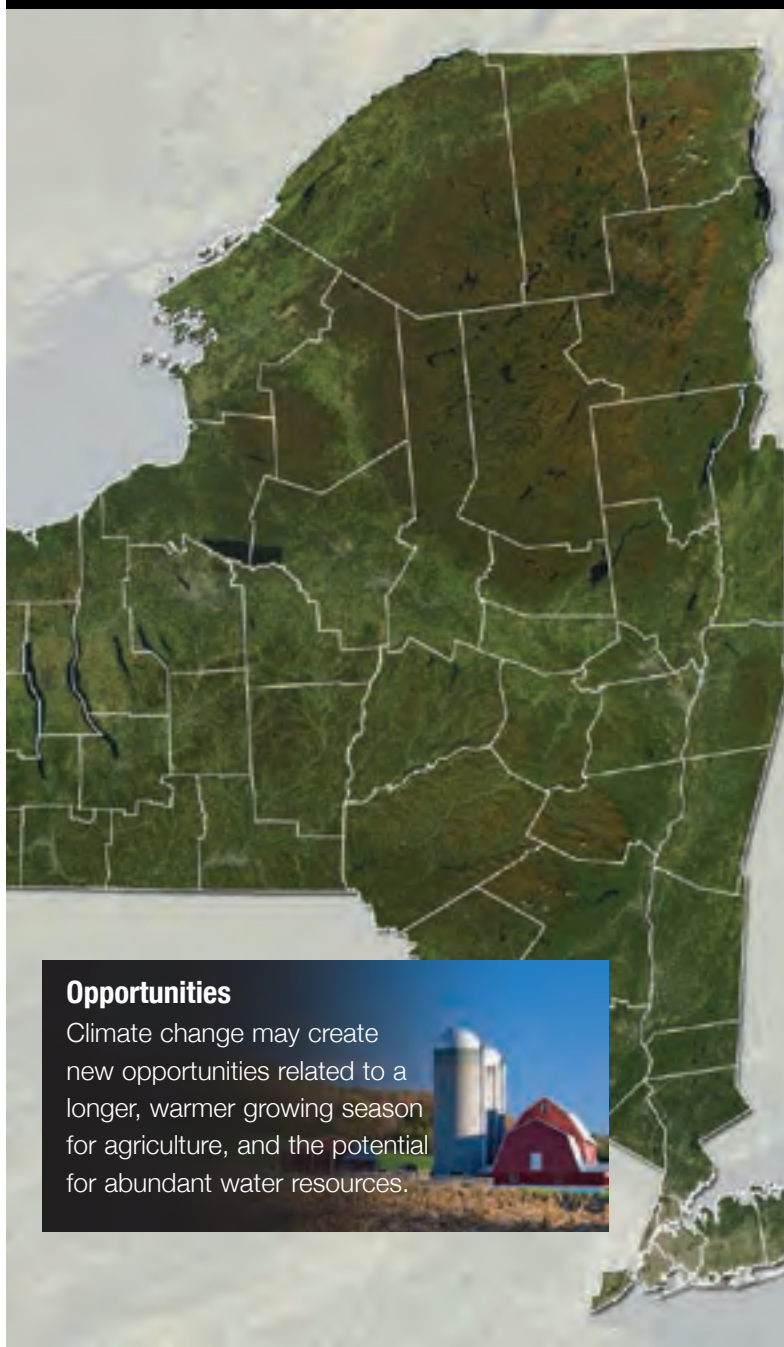 Opportunities
Climate change may create
new opportunities related to a
longer, warmer growing season
for agriculture, and the potential
for abundant water resources.